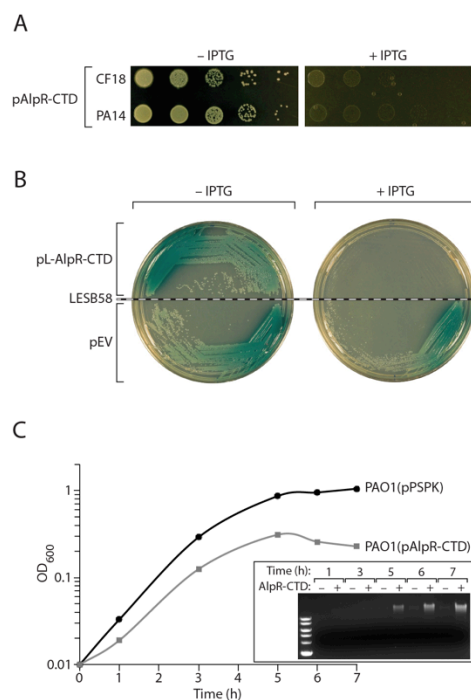 A
– IPTG + IPTG
CF18
pAlpR-CTD
PA14
B
– IPTG + IPTG
pL-AlpR-CTD
LESB58
pEV
C
1
0.1
0.01
OD600
PAO1(pPSPK)
PAO1(pAlpR-CTD)
Time (h): 1 3 5 6 7
AlpR-CTD: – + – + – + – + – +
0 1 2 3 4 5 6 7
Time (h)